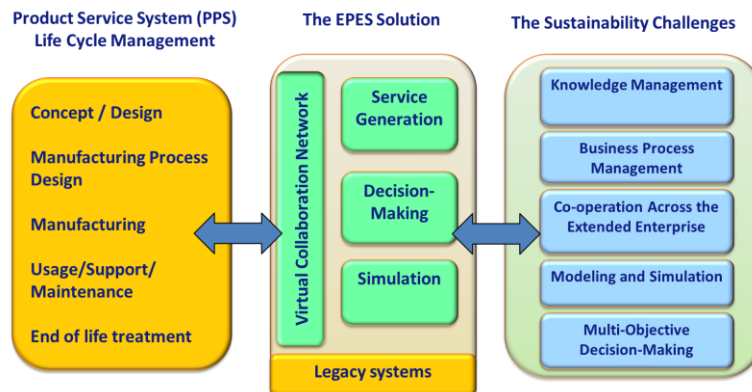 Product Service System (PPS)
Life Cycle Management
Concept / Design
Manufacturing Process
Design
Manufacturing
Usage/Support/
Maintenance
End of life treatment
The EPES Solution
Virtual Collaboration Network
Service
Generation
Decision-
Making
Simulation
Legacy systems
The Sustainability Challenges
Knowledge Management
Business Process
Management
Co-operation Across the
Extended Enterprise
Modeling and Simulation
Multi-Objective
Decision-Making